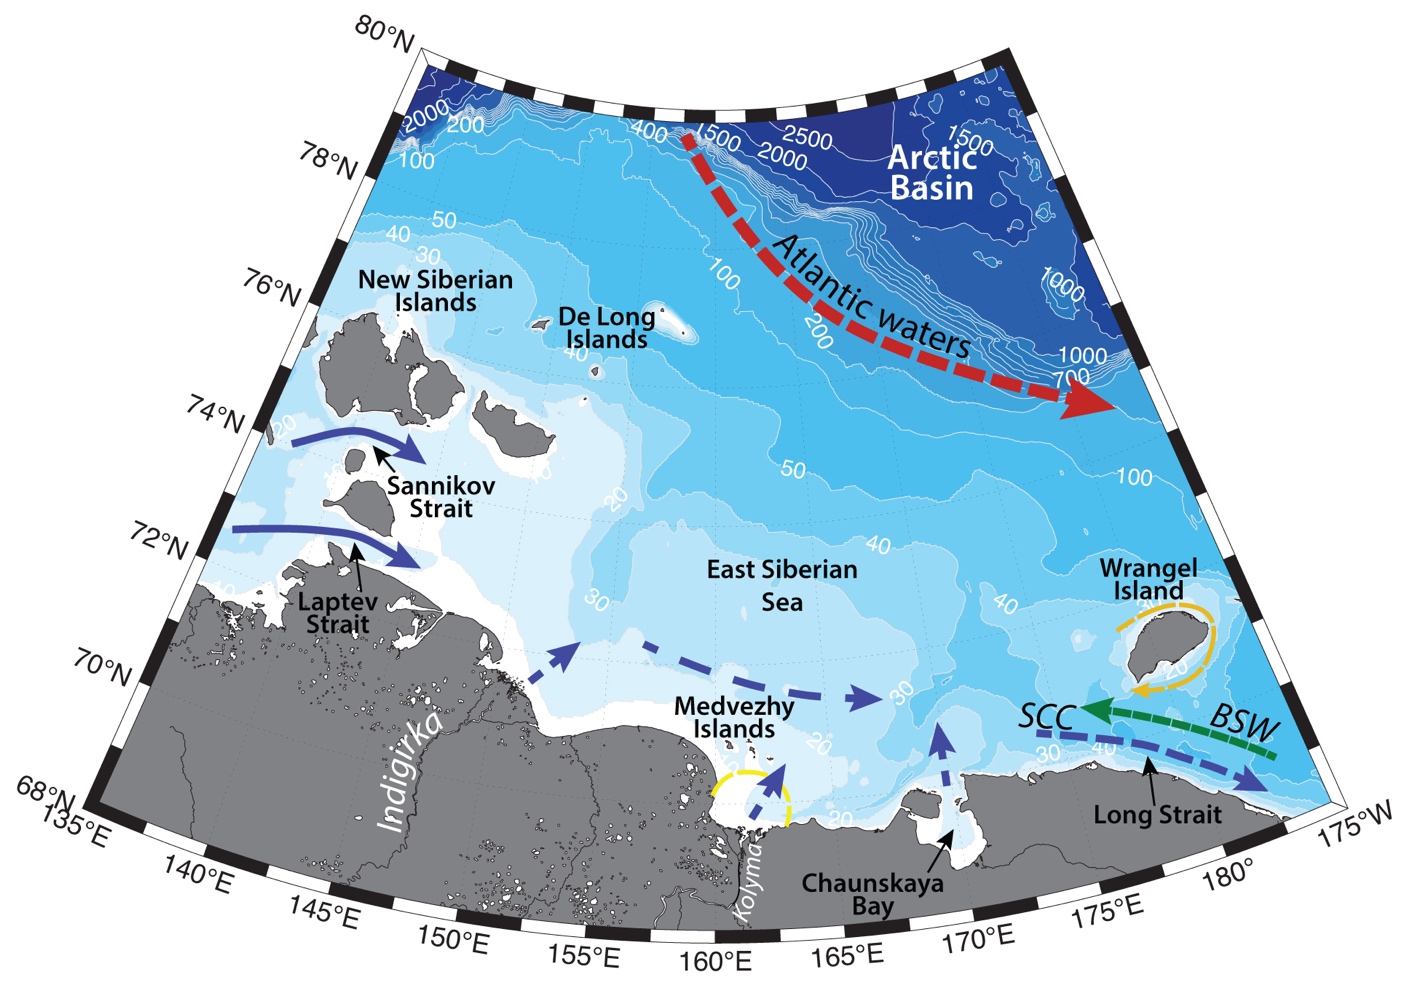 80°N
78°N
76°N
74°N
72°N
70°N
68°N
2000
200
100
400
1500
2500
2000
1500
Arctic
Basin
50
40
30
New Siberian
Islands
De Long
Islands
40
100
200
Atlantic waters
1000
1000
700
20
Sannikov
Strait
10
20
50
100
40
Laptev
Strait
10
30
East Siberian
Sea
40
Wrangel
Island
30
20
Medvezhy
Islands
20
30
SCC
BSW
30
40
Long Strait
20
Indigirka
Kolyma
Chaunskaya
Bay
135°E
140°E
145°E
150°E
155°E
160°E
165°E
170°E
175°E
180°
175°W